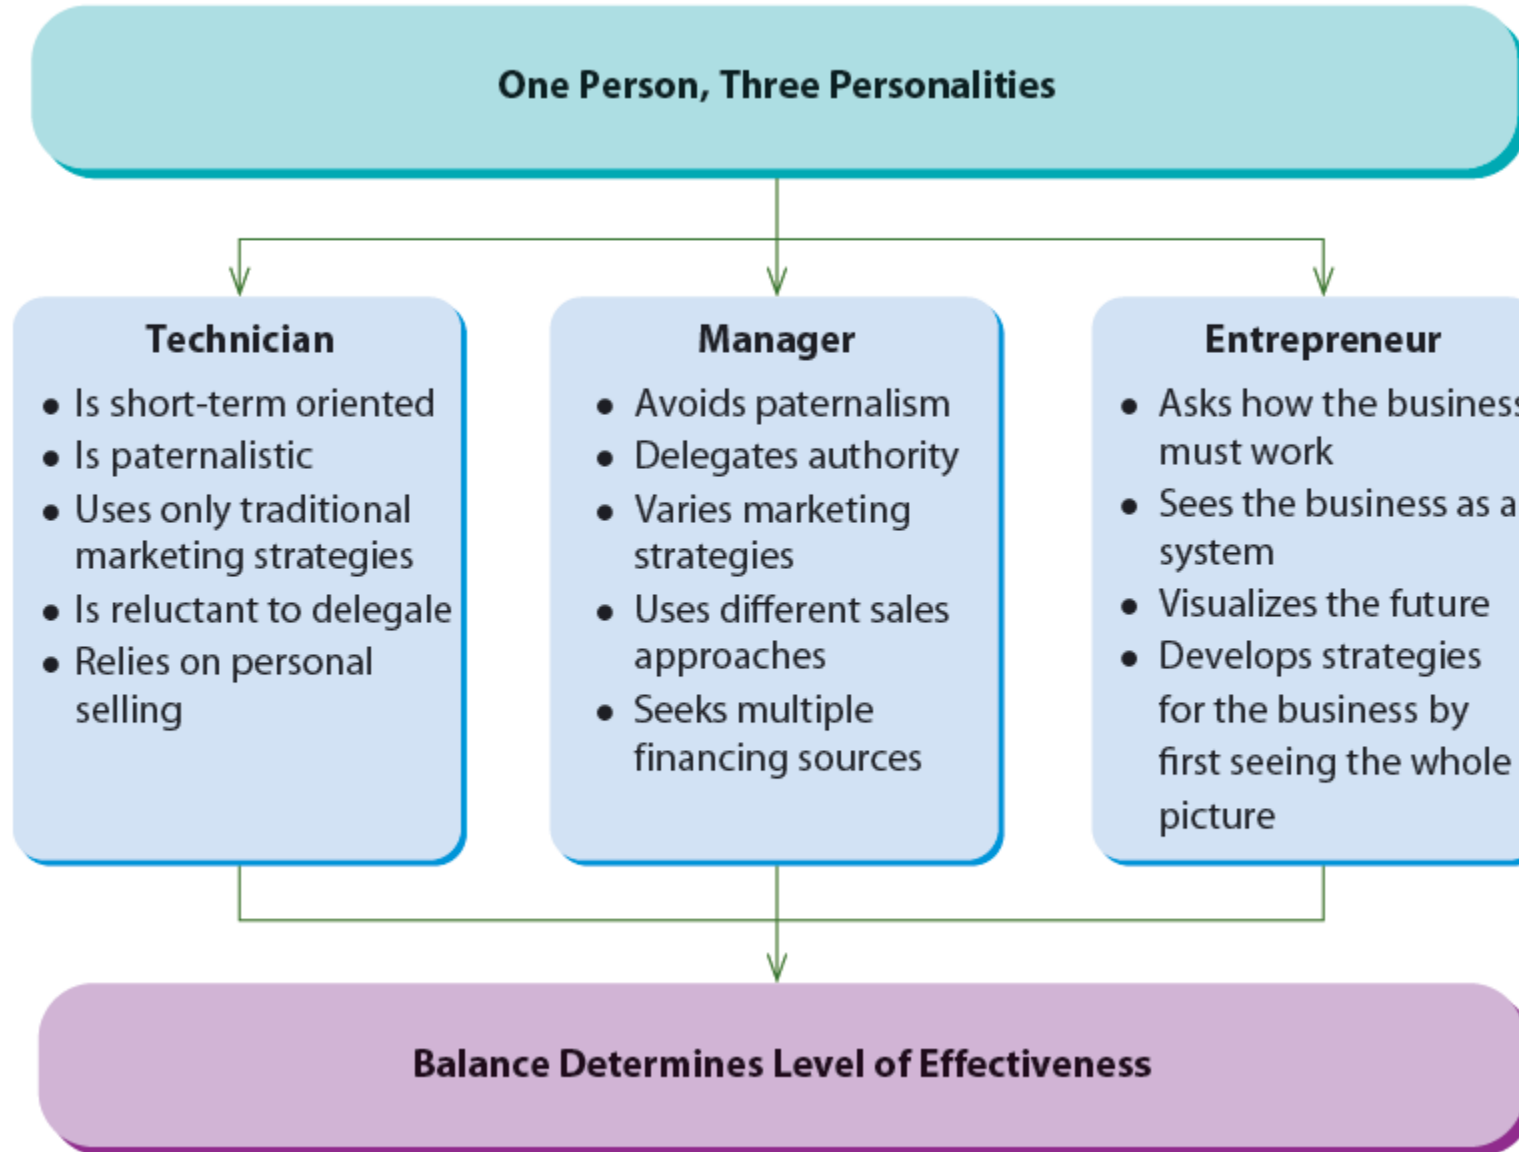 One Person, Three Personalities
Technician
● Is short-term oriented
● Is paternalistic
● Uses only traditional
marketing strategies
● Is reluctant to delegale
● Relies on personal
selling
Manager
● Avoids paternalism
● Delegates authority
● Varies marketing
strategies
● Uses different sales
approaches
● Seeks multiple
financing sources
Entrepreneur
● Asks how the business
must work
● Sees the business as a
system
● Visualizes the future
● Develops strategies
for the business by
first seeing the whole
picture
Balance Determines Level of Effectiveness